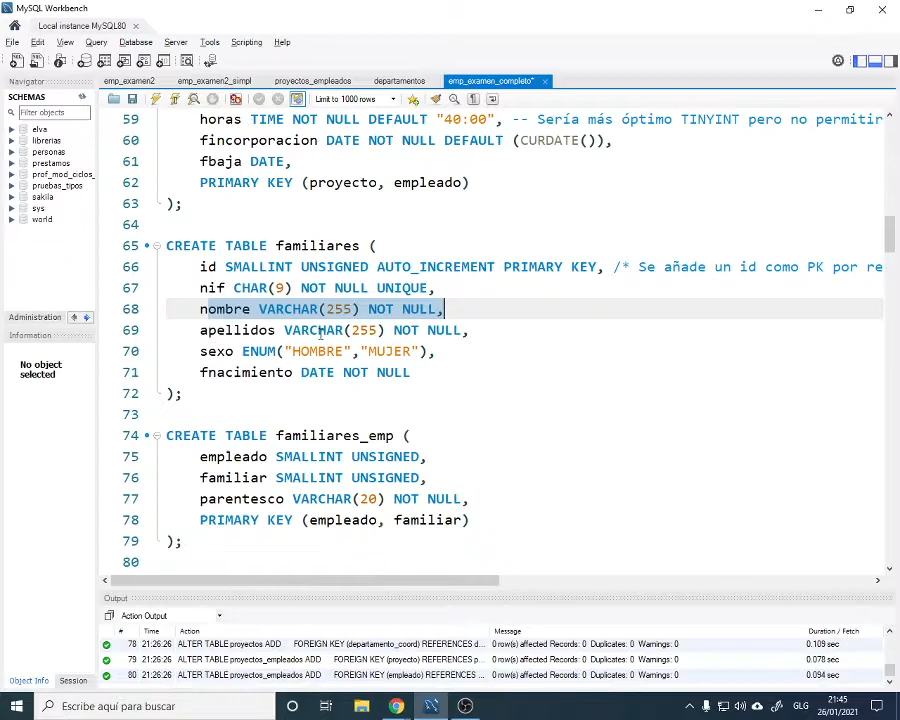 MySQL Workbench
Local instance MySQL80 ×
File Edit View Query Database Server Tools Scripting Help
Navigator
SCHEMAS
Filter objects
elva
librerias
personas
prestamos
prof_mod_ciclos_
pruebas_tipos
sakila
sys
world
Administration
Information
No object
selected
Object Info Session
emp_examen2 emp_examen2_simpl proyectos_empleados departamentos emp_examen_completo* ×
Limit to 1000 rows
59 horas TIME NOT NULL DEFAULT "40:00", -- Sería más óptimo TINYINT pero no permitir
60 fincorporacion DATE NOT NULL DEFAULT (CURDATE()),
61 fbaja DATE,
62 PRIMARY KEY (proyecto, empleado)
63 );
64
65 CREATE TABLE familiares (
66 id SMALLINT UNSIGNED AUTO_INCREMENT PRIMARY KEY, /* Se añade un id como PK por re
67 nif CHAR(9) NOT NULL UNIQUE,
68 nombre VARCHAR(255) NOT NULL,
69 apellidos VARCHAR(255) NOT NULL,
70 sexo ENUM("HOMBRE","MUJER"),
71 fnacimiento DATE NOT NULL
72 );
73
74 CREATE TABLE familiares_emp (
75 empleado SMALLINT UNSIGNED,
76 familiar SMALLINT UNSIGNED,
77 parentesco VARCHAR(20) NOT NULL,
78 PRIMARY KEY (empleado, familiar)
79 );
80
Output
Action Output
# Time Action Message Duration / Fetch
78 21:26:26 ALTER TABLE proyectos ADD FOREIGN KEY (departamento_coord) REFERENCES d... 0 row(s) affected Records: 0 Duplicates: 0 Warnings: 0 0.109 sec
79 21:26:26 ALTER TABLE proyectos_empleados ADD FOREIGN KEY (proyecto) REFERENCES p... 0 row(s) affected Records: 0 Duplicates: 0 Warnings: 0 0.078 sec
80 21:26:26 ALTER TABLE proyectos_empleados ADD FOREIGN KEY (empleado) REFERENCES e... 0 row(s) affected Records: 0 Duplicates: 0 Warnings: 0 0.094 sec
Escribe aquí para buscar
GLG
21:45
26/01/2021